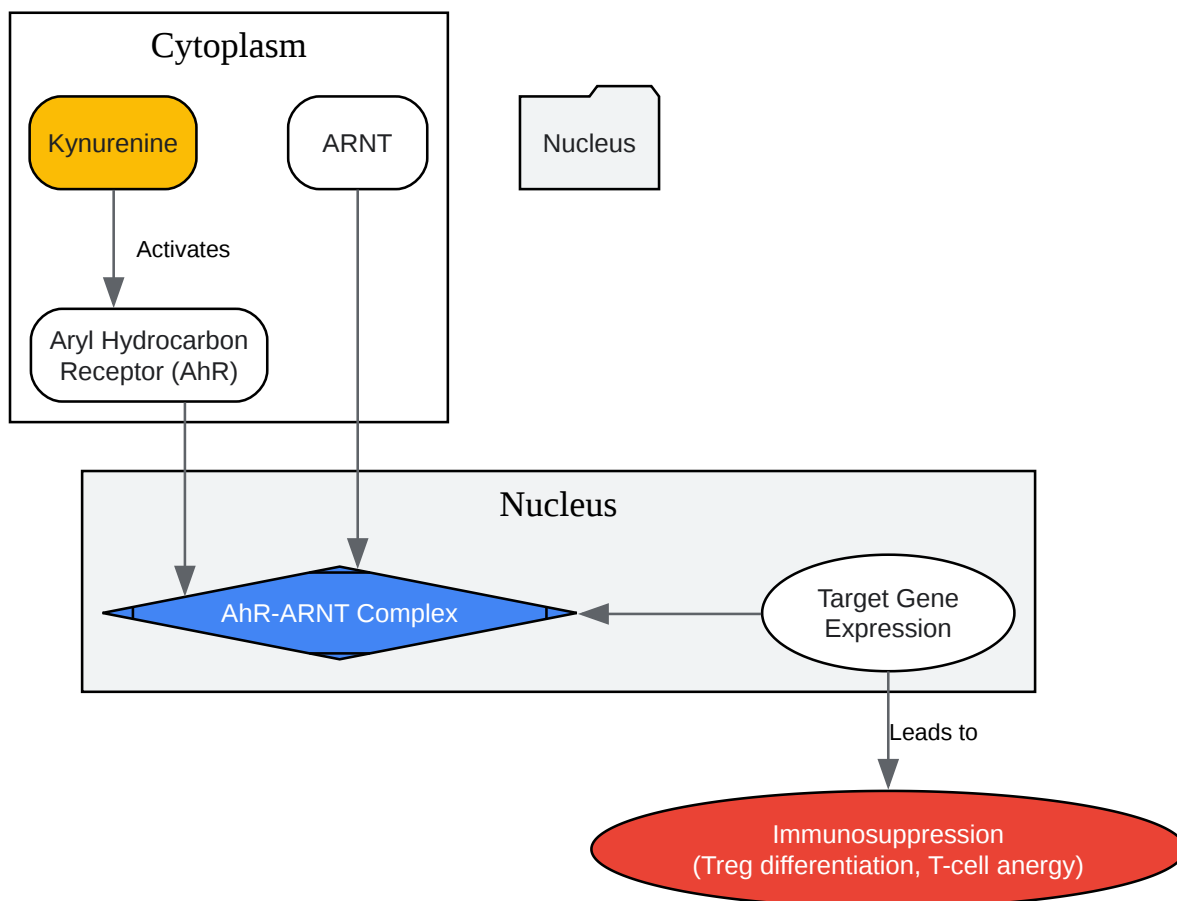 Cytoplasm
Kynurenine
ARNT
Nucleus
Activates
Aryl Hydrocarbon
Receptor (AhR)
Nucleus
AhR-ARNT Complex
Target Gene
Expression
Leads to
Immunosuppression
(Treg differentiation, T-cell anergy)